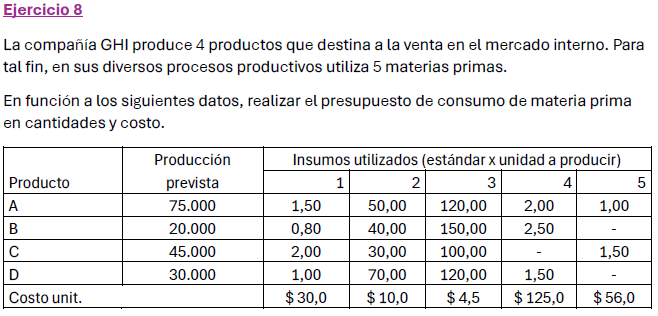 Ejercicio 8
La compañía GHI produce 4 productos que destina a la venta en el mercado interno. Para
tal fin, en sus diversos procesos productivos utiliza 5 materias primas.
En función a los siguientes datos, realizar el presupuesto de consumo de materia prima
en cantidades y costo.
Producción Insumos utilizados (estándar x unidad a producir)
Producto prevista 1 2 3 4 5
A 75.000 1,50 50,00 120,00 2,00 1,00
B 20.000 0,80 40,00 150,00 2,50 -
C 45.000 2,00 30,00 100,00 - 1,50
D 30.000 1,00 70,00 120,00 1,50 -
Costo unit. $ 30,0 $ 10,0 $ 4,5 $ 125,0 $ 56,0